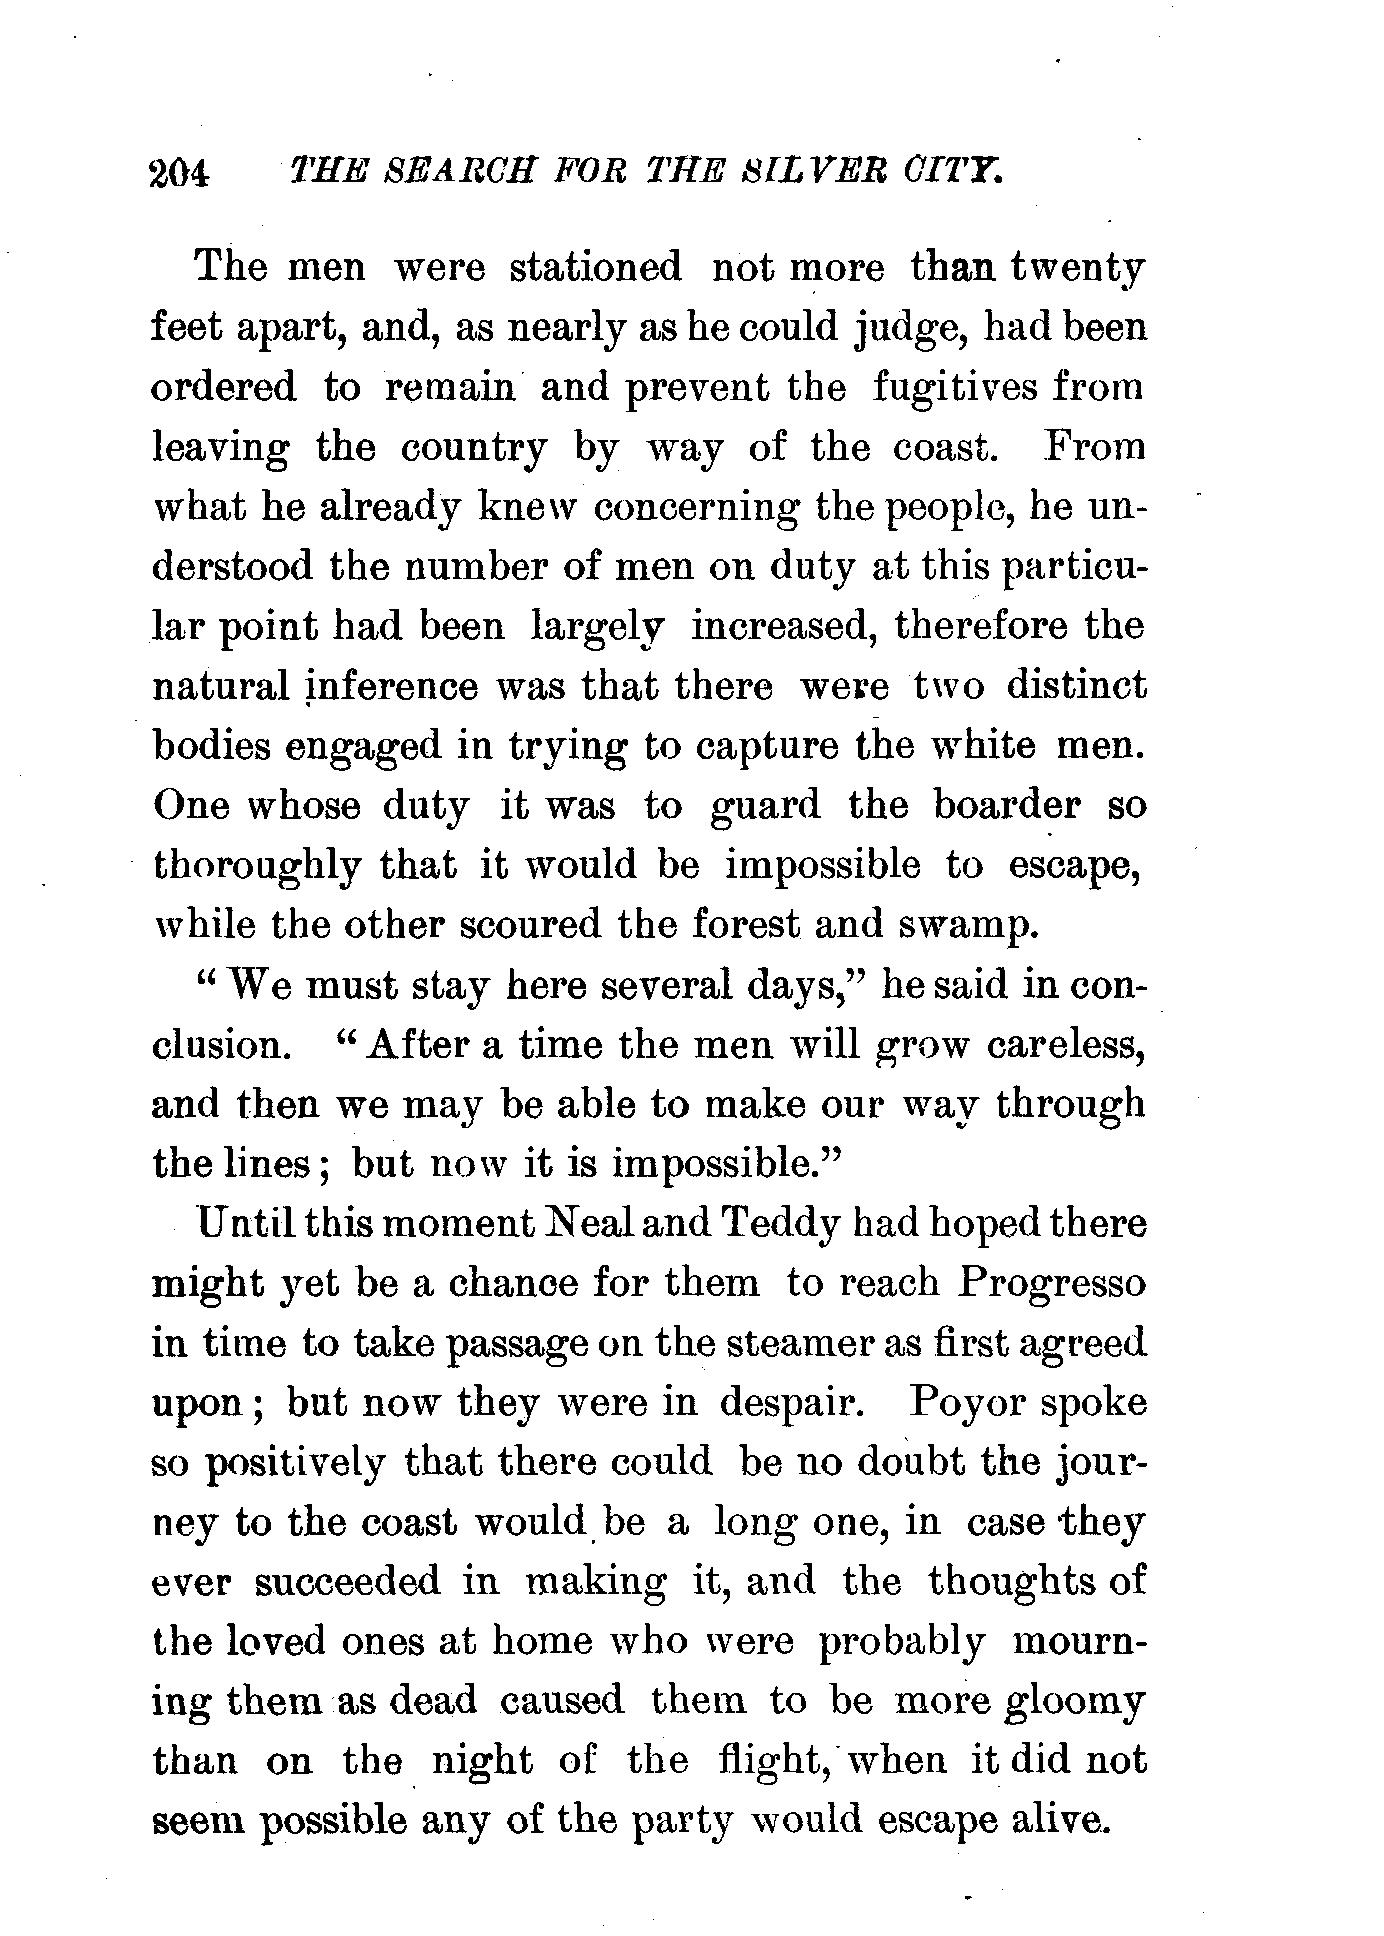 204 THE SEARCH FOR THE SILVER CITY.
The men were stationed not more than twenty
feet apart, and, as nearly as he could judge, had been
ordered to remain and prevent the fugitives from
leaving the country by way of the coast. From
what he already knew concerning the people, he un-
derstood the number of men on duty at this particu-
lar point had been largely increased, therefore the
natural inference was that there were two distinct
bodies engaged in trying to capture the white men.
One whose duty it was to guard the boarder so
thoroughly that it would be impossible to escape,
while the other scoured the forest and swamp.
“We must stay here several days,” he said in con-
clusion. “After a time the men will grow careless,
and then we may be able to make our way through
the lines; but now it is impossible.”
Until this moment Neal and Teddy had hoped there
might yet be a chance for them to reach Progresso
in time to take passage on the steamer as first agreed
upon; but now they were in despair. Poyor spoke
so positively that there could be no doubt the jour-
ney to the coast would be a long one, in case they
ever succeeded in making it, and the thoughts of
the loved ones at home who were probably mourn-
ing them as dead caused them to be more gloomy
than on the night of the flight, when it did not
seem possible any of the party would escape alive.